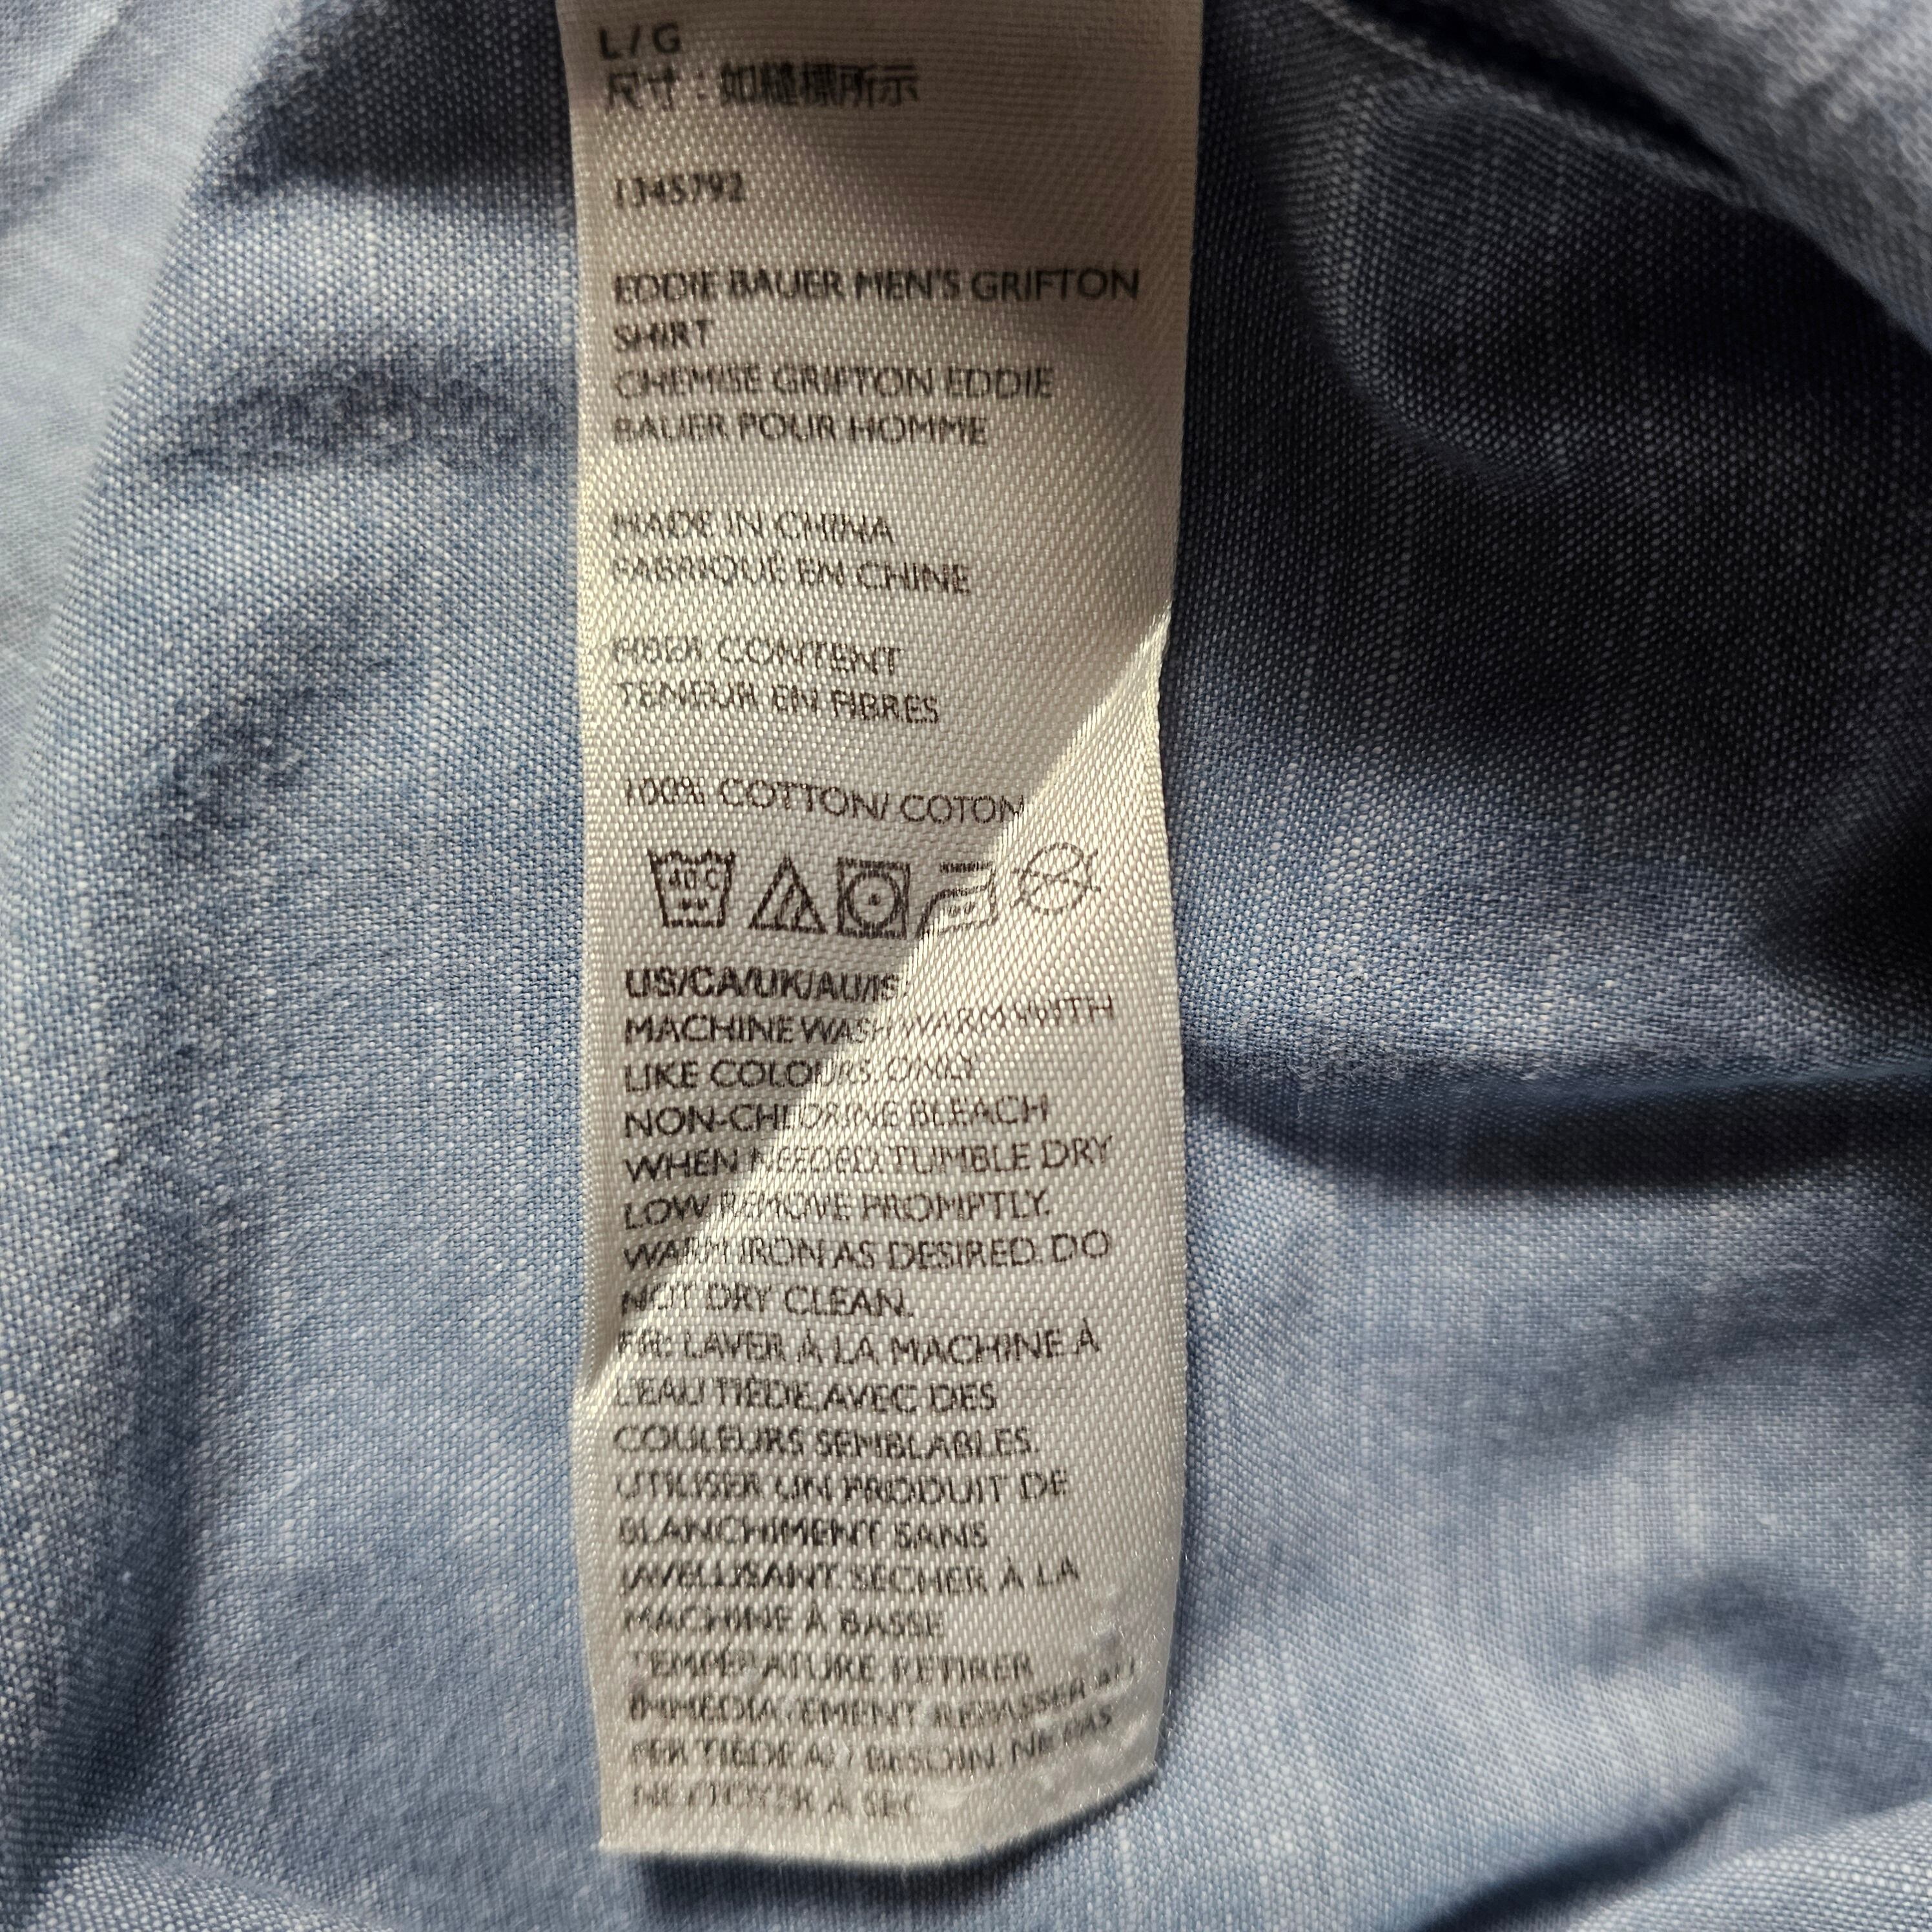 L / G
尺寸 : 如縫標所示
1345792
EDDIE BAUER MEN'S GRIFTON
SHIRT
CHEMISE GRIFTON EDDIE
BAUER POUR HOMME
MADE IN CHINA
FABRIQUÉ EN CHINE
FIBER CONTENT
TENEUR EN FIBRES
100% COTTON/ COTON
40 C
US/CA/UK/AU/IS:
MACHINE WASH WARM WITH
LIKE COLOURS ONLY
NON-CHLORINE BLEACH
WHEN NEEDED. TUMBLE DRY
LOW REMOVE PROMPTLY.
WARM IRON AS DESIRED. DO
NOT DRY CLEAN.
FR: LAVER À LA MACHINE À
L'EAU TIÈDE AVEC DES
COULEURS SEMBLABLES.
UTILISER UN PRODUIT DE
BLANCHIMENT SANS
JAVELLISANT SÉCHER À LA
MACHINE À BASSE
TEMPÉRATURE RETIRER
REPASSER AU
FER TIÈDE AU BESOIN. NE PAS
NETTOYER À SEC.